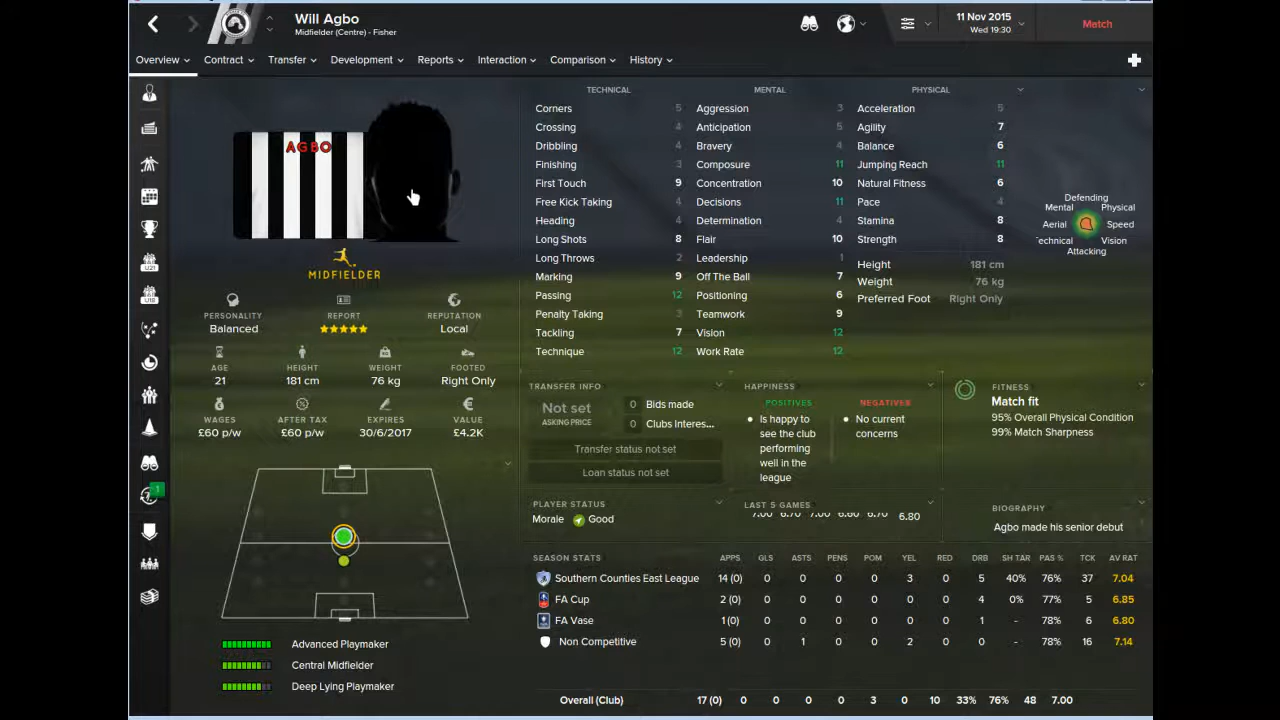 Will Agbo
Midfielder (Centre) - Fisher
11 Nov 2015
Wed 19:30
Match
Overview Contract Transfer Development Reports Interaction Comparison History
TECHNICAL MENTAL PHYSICAL
Corners 5 Aggression 3 Acceleration 5
Crossing 4 Anticipation 5 Agility 7
Dribbling 4 Bravery 4 Balance 6
Finishing 3 Composure 11 Jumping Reach 11
First Touch 9 Concentration 10 Natural Fitness 6
Free Kick Taking 4 Decisions 11 Pace 4
Heading 4 Determination 4 Stamina 8
Long Shots 8 Flair 10 Strength 8
Long Throws 2 Leadership 1 Height 181 cm
Marking 9 Off The Ball 7 Weight 76 kg
Passing 12 Positioning 6 Preferred Foot Right Only
Penalty Taking 3 Teamwork 9
Tackling 7 Vision 12
Technique 12 Work Rate 12
Defending
Mental Physical
Aerial Speed
Technical Vision
Attacking
AGBO
MIDFIELDER
PERSONALITY REPORT REPUTATION
Balanced Local
AGE HEIGHT WEIGHT FOOTED
21 181 cm 76 kg Right Only
WAGES AFTER TAX EXPIRES VALUE
£60 p/w £60 p/w 30/6/2017 £4.2K
U21
U18
1
Advanced Playmaker
Central Midfielder
Deep Lying Playmaker
TRANSFER INFO
Not set
ASKING PRICE
0 Bids made
0 Clubs Interes...
Transfer status not set
Loan status not set
HAPPINESS
POSITIVES NEGATIVES
Is happy to
see the club
performing
well in the
league
No current
concerns
FITNESS
Match fit
95% Overall Physical Condition
99% Match Sharpness
PLAYER STATUS
Morale Good
LAST 5 GAMES
7.00 6.70 7.00 6.60 6.70 6.80
BIOGRAPHY
Agbo made his senior debut
SEASON STATS APPS GLS ASTS PENS POM YEL RED DRB SH TAR PAS % TCK AV RAT
Southern Counties East League 14 (0) 0 0 0 0 3 0 5 40% 76% 37 7.04
FA Cup 2 (0) 0 0 0 0 0 0 4 0% 77% 5 6.85
FA Vase 1 (0) 0 0 0 0 0 0 1 - 78% 6 6.80
Non Competitive 5 (0) 0 1 0 0 2 0 0 - 78% 16 7.14
Overall (Club) 17 (0) 0 0 0 0 3 0 10 33% 76% 48 7.00